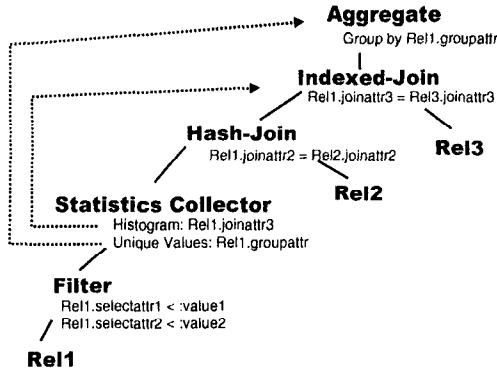 Aggregate
Group by Rel1.groupattr
Indexed-Join
Rel1.joinattr3 = Rel3.joinattr3
Hash-Join
Rel3
Rel1.joinattr2 = Rel2.joinattr2
Rel2
Statistics Collector
Histogram: Rel1.joinattr3
Unique Values: Rel1.groupattr
Filter
Rel1.selectattr1 < :value1
Rel1.selectattr2 < :value2
Rel1